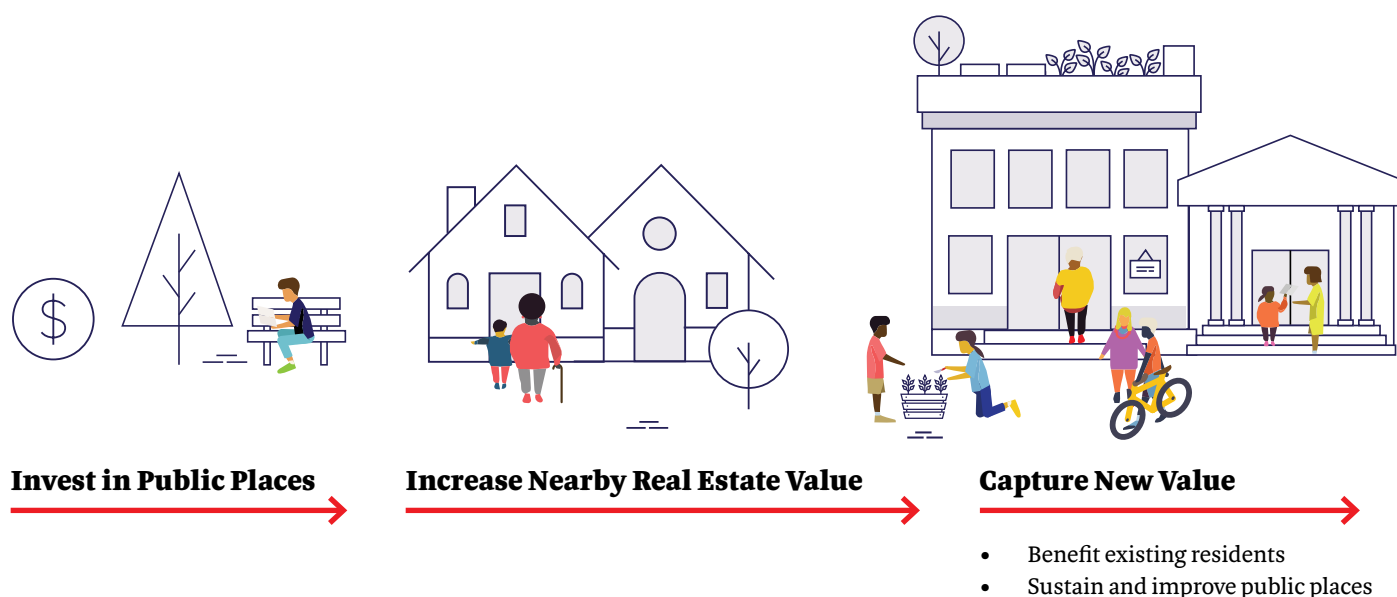 $
Invest in Public Places
Increase Nearby Real Estate Value
Capture New Value
• Benefit existing residents
• Sustain and improve public places